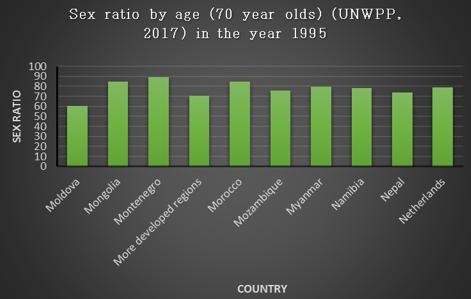 Sex ratio by age (70 year olds) (UNWPP,
2017) in the year 1995
SEX RATIO
100
90
80
70
60
50
40
30
20
10
0
Moldova
Mongolia
Montenegro
More developed regions
Morocco
Mozambique
Myanmar
Namibia
Nepal
Netherlands
COUNTRY